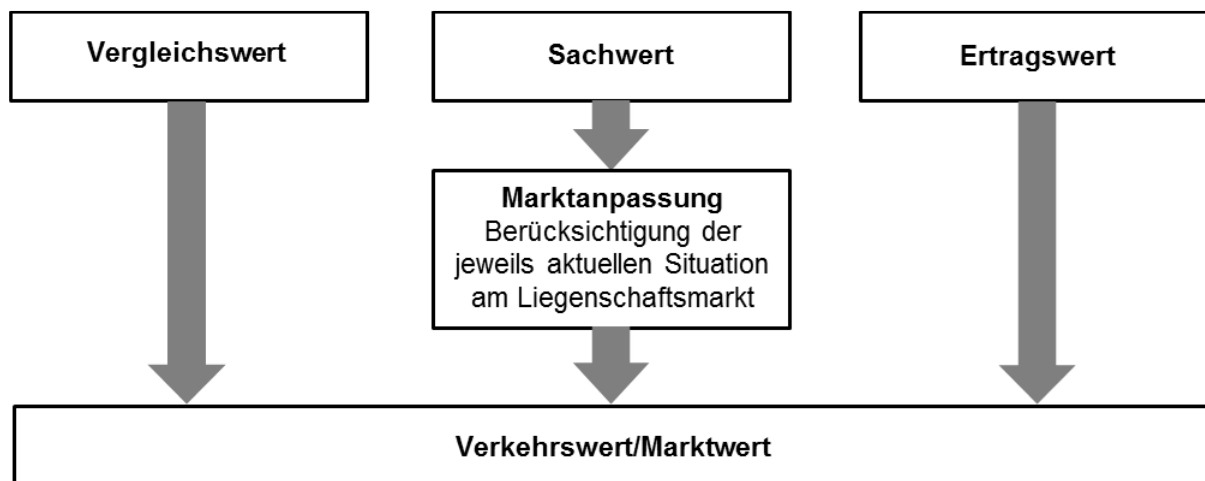 Vergleichswert
Sachwert
Ertragswert
Marktanpassung
Berücksichtigung der
jeweils aktuellen Situation
am Liegenschaftsmarkt
Verkehrswert/Marktwert